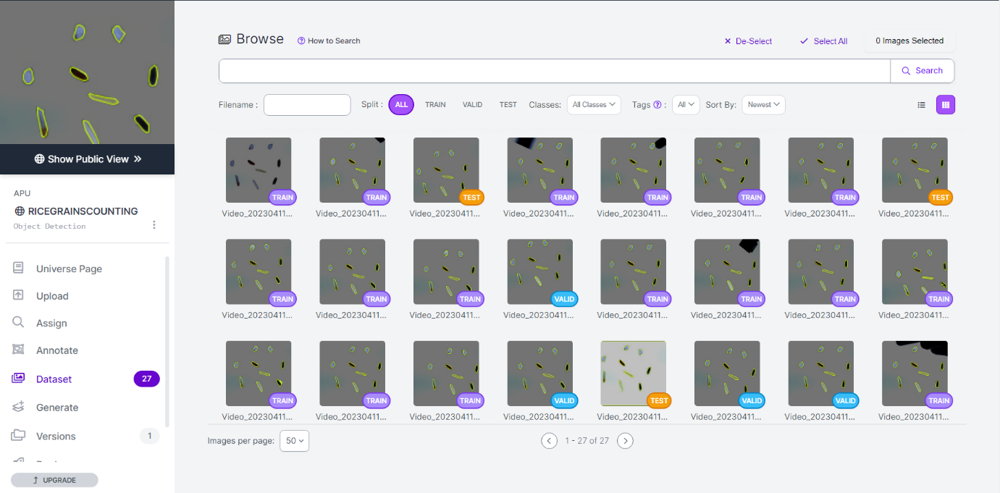 Browse
How to Search
De-Select
Select All
0 Images Selected
Search
Filename :
Split :
ALL
TRAIN
VALID
TEST
Classes:
All Classes
Tags
:
All
Sort By:
Newest
Show Public View
APU
RICEGRAINSCOUNTING
Object Detection
Universe Page
Upload
Assign
Annotate
Dataset
27
Generate
Versions
1
UPGRADE
TRAIN
TRAIN
TEST
TRAIN
TRAIN
TRAIN
TRAIN
TEST
Video_20230411...
Video_20230411...
Video_20230411...
Video_20230411...
Video_20230411...
Video_20230411...
Video_20230411...
Video_20230411...
TRAIN
TRAIN
TRAIN
VALID
TRAIN
TRAIN
TRAIN
TRAIN
Video_20230411...
Video_20230411...
Video_20230411...
Video_20230411...
Video_20230411...
Video_20230411...
Video_20230411...
Video_20230411...
TRAIN
TRAIN
TRAIN
VALID
TEST
VALID
VALID
TRAIN
Video_20230411...
Video_20230411...
Video_20230411...
Video_20230411...
Video_20230411...
Video_20230411...
Video_20230411...
Video_20230411...
Images per page:
50
1 - 27 of 27